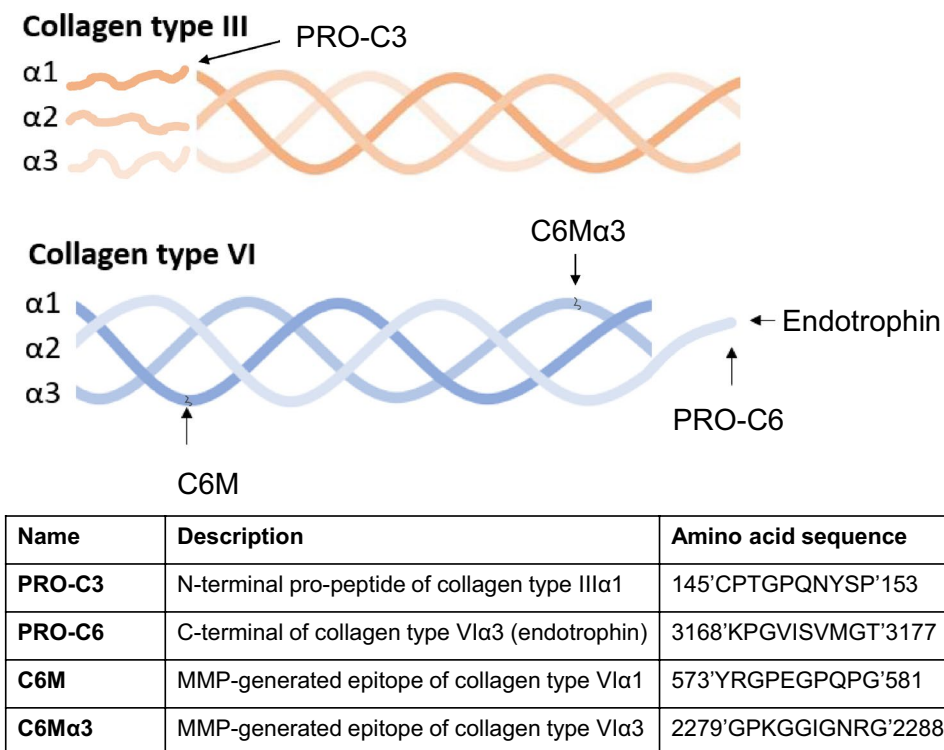 Collagen type III
PRO-C3
α1
α2
α3
C6Mα3
Collagen type VI
α1
α2
α3
Endotrophin
PRO-C6
C6M
Name Description Amino acid sequence
PRO-C3 N-terminal pro-peptide of collagen type IIIα1 145'CPTGPQNYSP'153
PRO-C6 C-terminal of collagen type VIα3 (endotrophin) 3168'KPGVISVMGT'3177
C6M MMP-generated epitope of collagen type VIα1 573'YRGPEGPQPG'581
C6Mα3 MMP-generated epitope of collagen type VIα3 2279'GPKGGIGNRG'2288